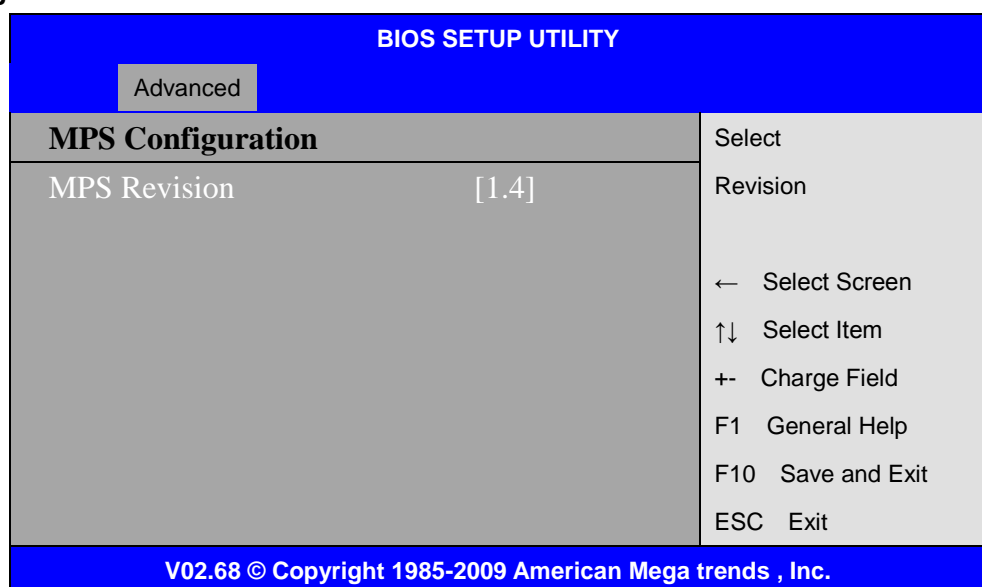 BIOS SETUP UTILITY
Advanced
MPS Configuration
MPS Revision [1.4]
Select
Revision
← Select Screen
↑↓ Select Item
+- Charge Field
F1 General Help
F10 Save and Exit
ESC Exit
V02.68 © Copyright 1985-2009 American Mega trends , Inc.